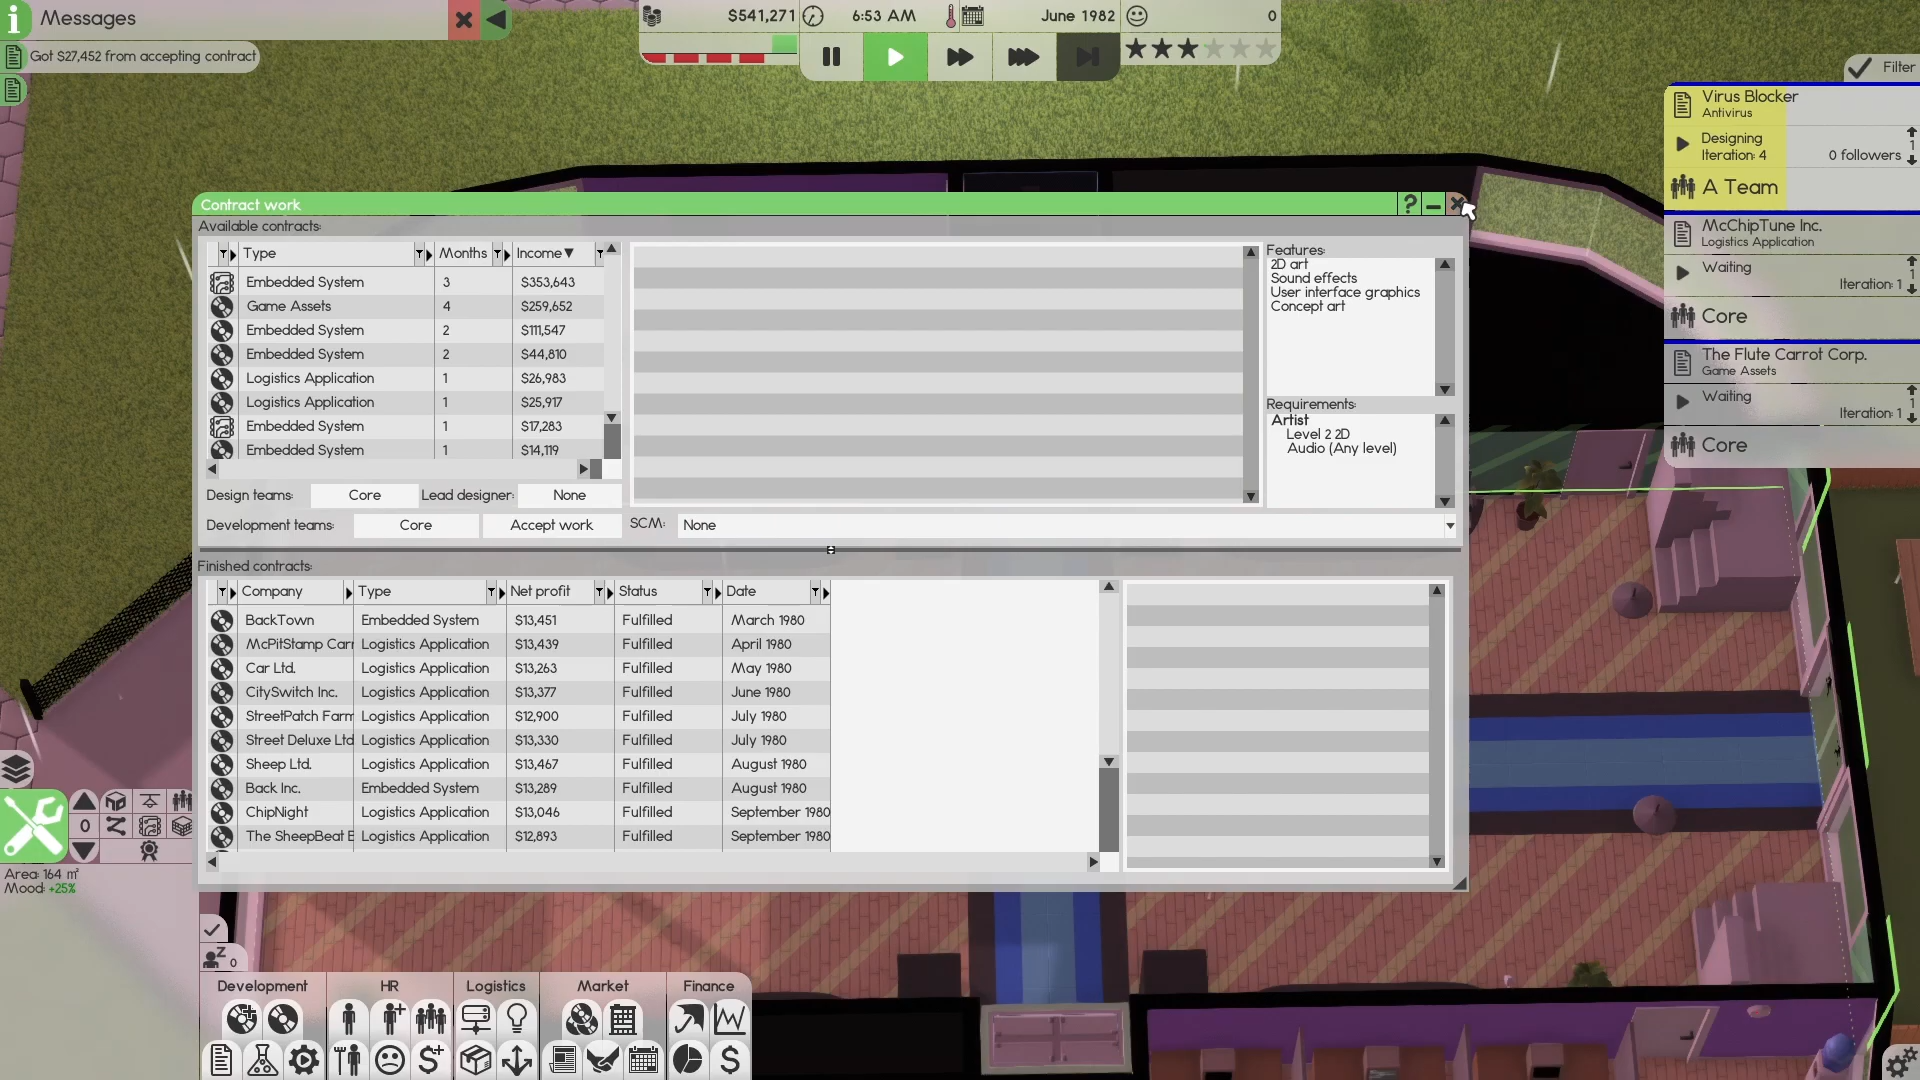 Messages
Got $27,452 from accepting contract
$541,271
6:53 AM
June 1982
0
Filter
Virus Blocker
Antivirus
Designing
Iteration: 4
0 followers
1
A Team
McChipTune Inc.
Logistics Application
Waiting
Iteration: 1
1
Core
The Flute Carrot Corp.
Game Assets
Waiting
Iteration: 1
1
Core
Contract work
?
Available contracts:
Type Months Income
Embedded System 3 $353,643
Game Assets 4 $259,652
Embedded System 2 $111,547
Embedded System 2 $44,810
Logistics Application 1 $26,983
Logistics Application 1 $25,917
Embedded System 1 $17,283
Embedded System 1 $14,119
Features:
2D art
Sound effects
User interface graphics
Concept art
Requirements:
Artist
Level 2 2D
Audio (Any level)
Design teams: Core Lead designer: None
Development teams: Core Accept work SCM: None
Finished contracts:
Company Type Net profit Status Date
BackTown Embedded System $13,451 Fulfilled March 1980
McPitStamp Carr Logistics Application $13,439 Fulfilled April 1980
Car Ltd. Logistics Application $13,263 Fulfilled May 1980
CitySwitch Inc. Logistics Application $13,377 Fulfilled June 1980
StreetPatch Farm Logistics Application $12,900 Fulfilled July 1980
Street Deluxe Ltd Logistics Application $13,330 Fulfilled July 1980
Sheep Ltd. Logistics Application $13,467 Fulfilled August 1980
Back Inc. Embedded System $13,289 Fulfilled August 1980
ChipNight Logistics Application $13,046 Fulfilled September 1980
The SheepBeat E Logistics Application $12,893 Fulfilled September 1980
0
Area: 164 m²
Mood: +25%
Z
0
Development HR Logistics Market Finance